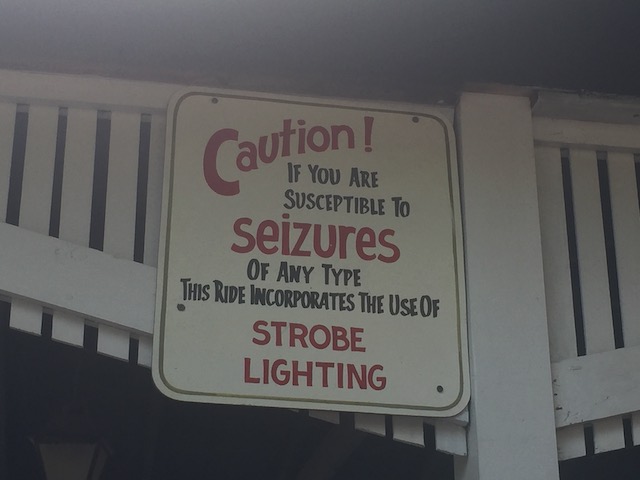 Caution!
If You Are
Susceptible To
Seizures
Of Any Type
This Ride Incorporates The Use Of
Strobe
Lighting